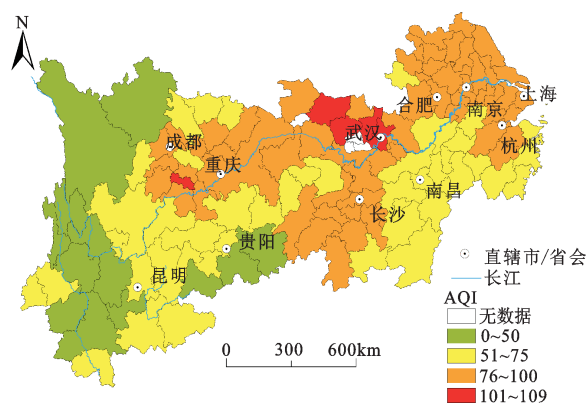 N
上海
合肥
南京
武汉
杭州
成都
重庆
南昌
长沙
贵阳
昆明
直辖市/省会
长江
AQI
无数据
0~50
51~75
76~100
101~109
0 300 600km